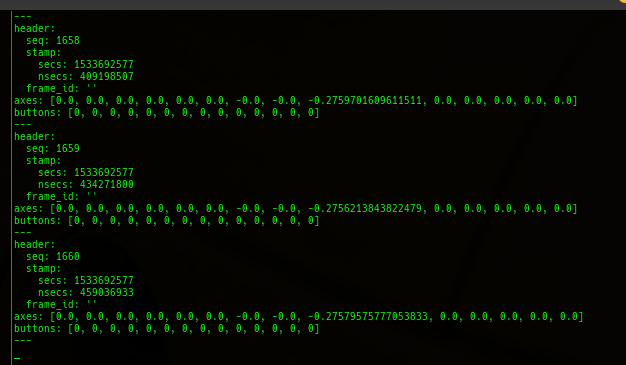 ---
header:
  seq: 1658
  stamp:
    secs: 1533692577
    nsecs: 409198507
  frame_id: ''
axes: [0.0, 0.0, 0.0, 0.0, 0.0, 0.0, -0.0, -0.0, -0.2759701609611511, 0.0, 0.0, 0.0, 0.0, 0.0]
buttons: [0, 0, 0, 0, 0, 0, 0, 0, 0, 0, 0, 0, 0, 0]
---
header:
  seq: 1659
  stamp:
    secs: 1533692577
    nsecs: 434271800
  frame_id: ''
axes: [0.0, 0.0, 0.0, 0.0, 0.0, 0.0, -0.0, -0.0, -0.2756213843822479, 0.0, 0.0, 0.0, 0.0, 0.0]
buttons: [0, 0, 0, 0, 0, 0, 0, 0, 0, 0, 0, 0, 0, 0]
---
header:
  seq: 1660
  stamp:
    secs: 1533692577
    nsecs: 459036933
  frame_id: ''
axes: [0.0, 0.0, 0.0, 0.0, 0.0, 0.0, -0.0, -0.0, -0.27579575777053833, 0.0, 0.0, 0.0, 0.0, 0.0]
buttons: [0, 0, 0, 0, 0, 0, 0, 0, 0, 0, 0, 0, 0, 0]
---